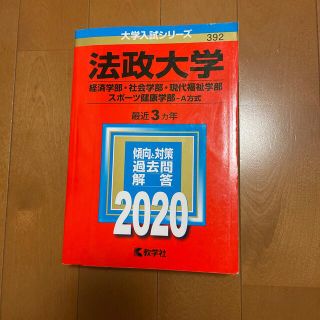 大学入試シリーズ
392
法政大学
経済学部・社会学部・現代福祉学部
スポーツ健康学部-A方式
最近3カ年
傾向と対策
過去問
解答
2020
教学社